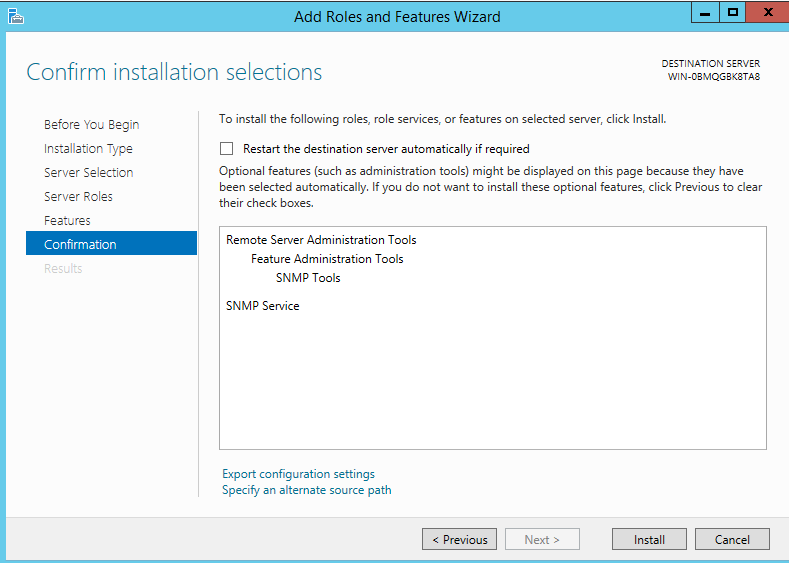 Add Roles and Features Wizard
Confirm installation selections
DESTINATION SERVER
WIN-0BMQGBK8TA8
Before You Begin
Installation Type
Server Selection
Server Roles
Features
Confirmation
Results
To install the following roles, role services, or features on selected server, click Install.
Restart the destination server automatically if required
Optional features (such as administration tools) might be displayed on this page because they have
been selected automatically. If you do not want to install these optional features, click Previous to clear
their check boxes.
Remote Server Administration Tools
Feature Administration Tools
SNMP Tools
SNMP Service
Export configuration settings
Specify an alternate source path
< Previous
Next >
Install
Cancel